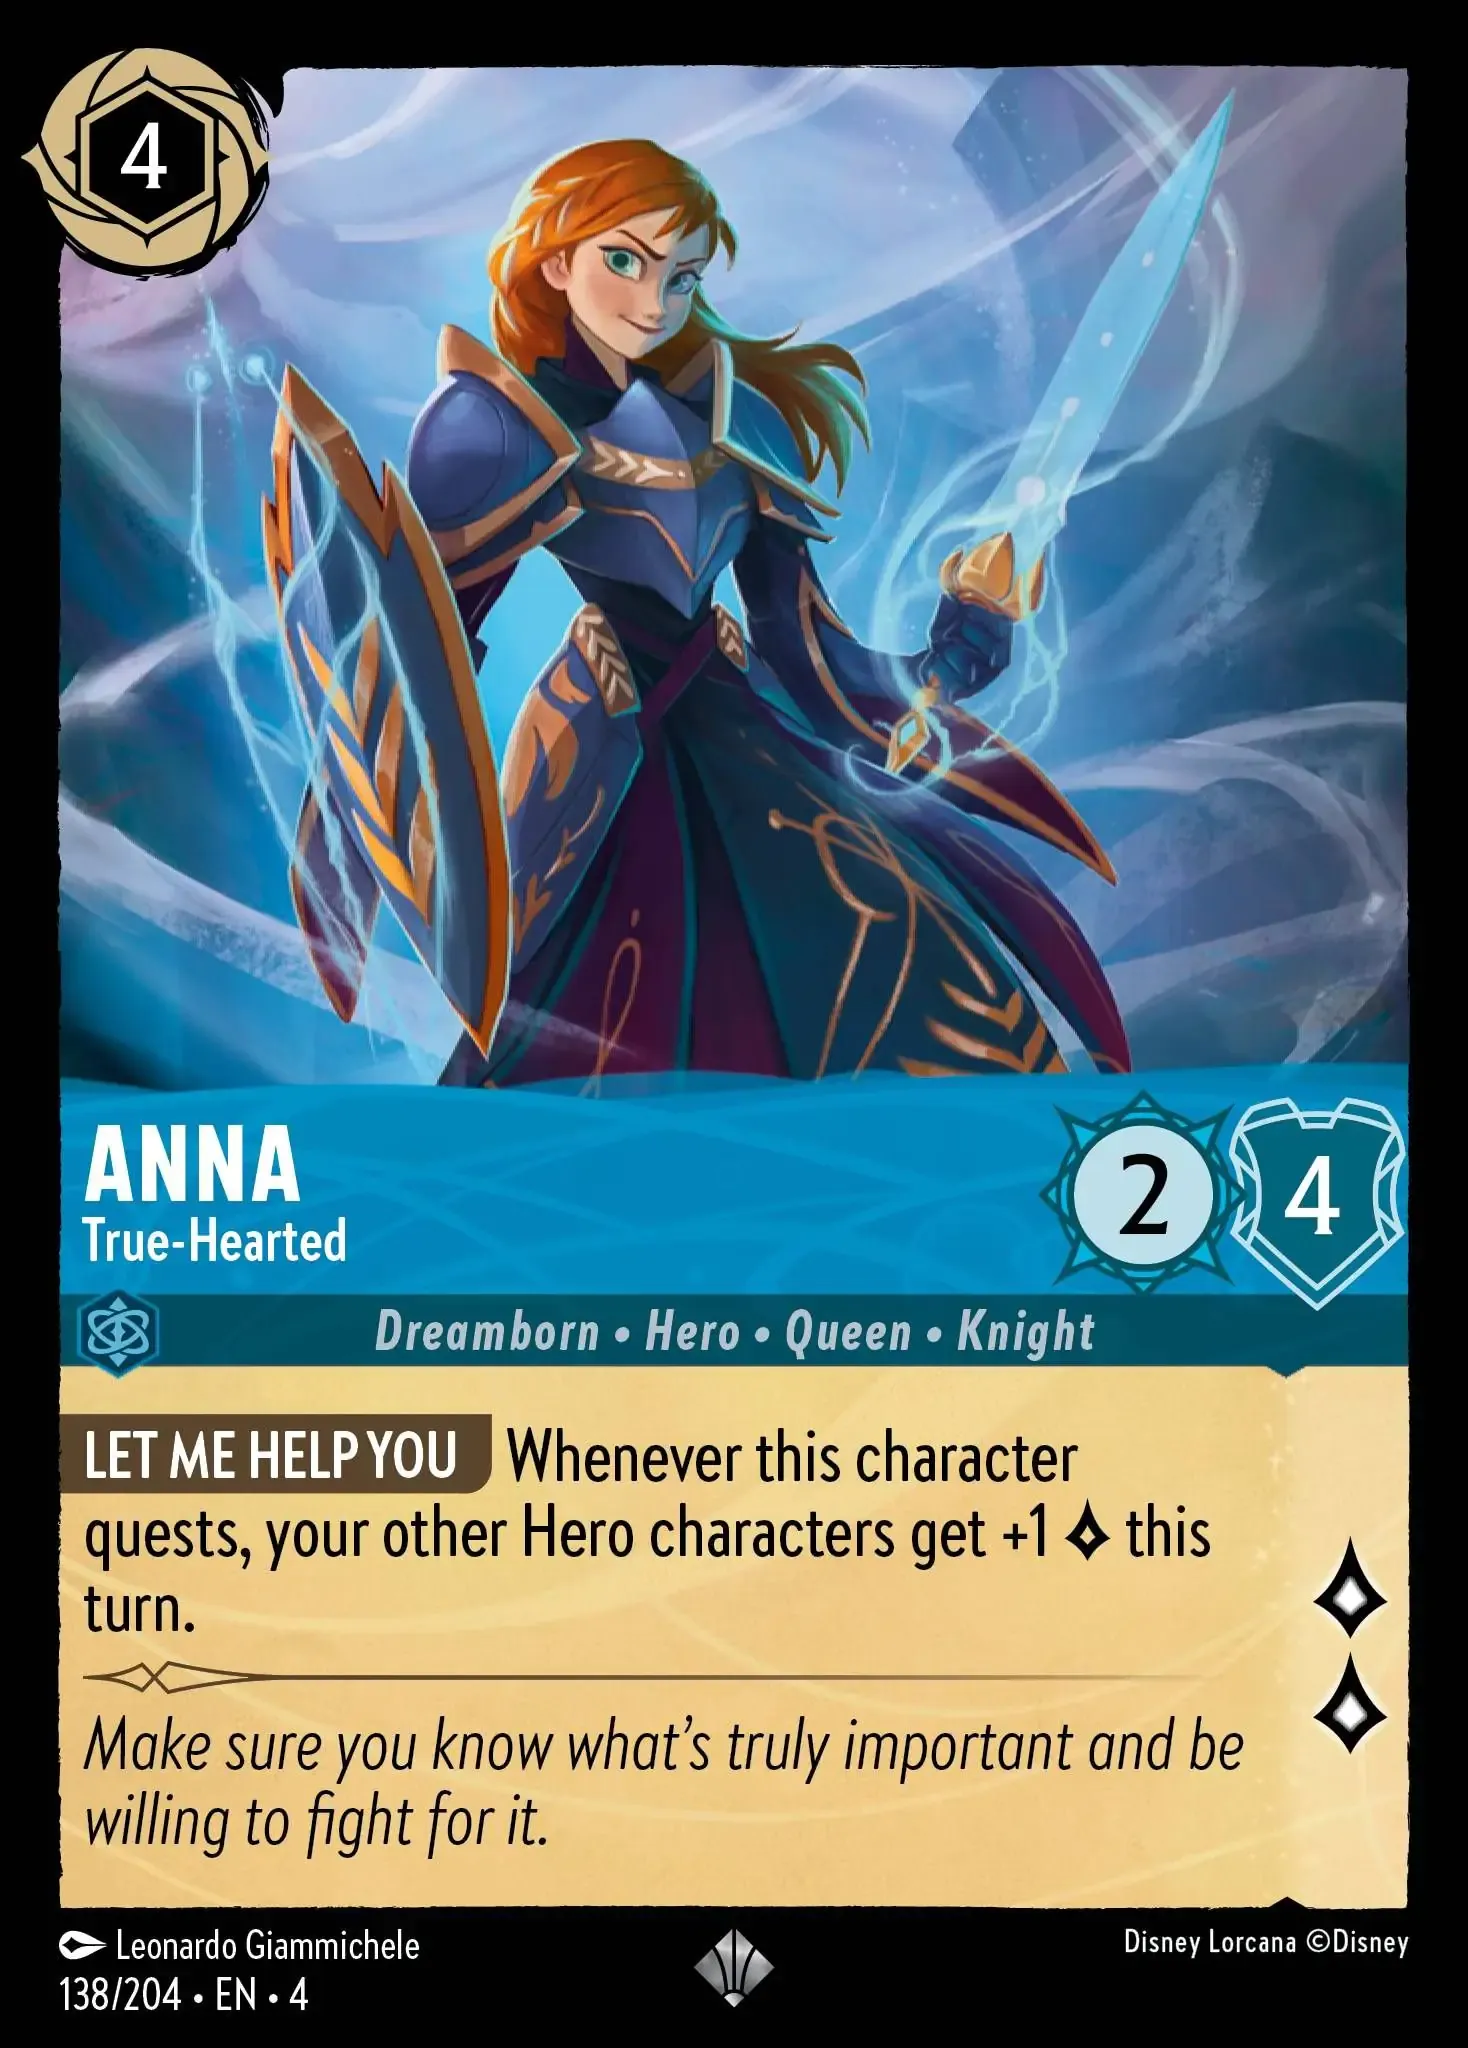 4
ANNA
True-Hearted
2
4
Dreamborn • Hero • Queen • Knight
LET ME HELP YOU Whenever this character
quests, your other Hero characters get +1 this
turn.
Make sure you know what's truly important and be
willing to fight for it.
Leonardo Giammichele
Disney Lorcana ©Disney
138/204 • EN • 4